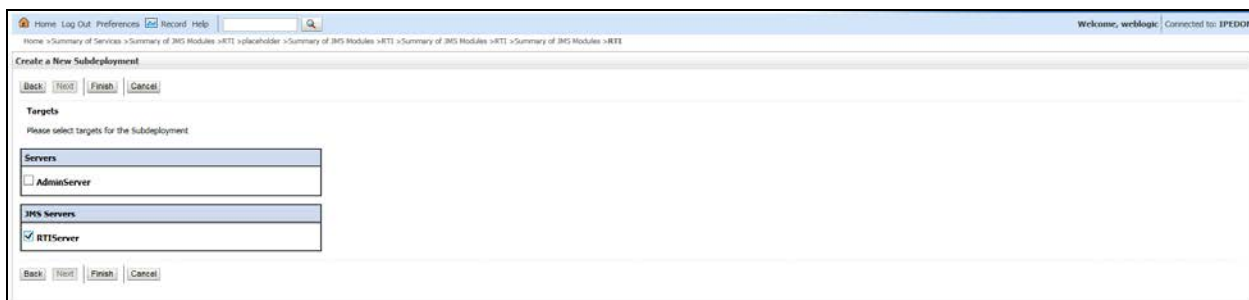 Home Log Out Preferences Record Help
Welcome, weblogic Connected to: IPEDOM
Home >Summary of Services >Summary of JMS Modules >RTI >placeholder >Summary of JMS Modules >RTI >Summary of JMS Modules >RTI >Summary of JMS Modules >RTI
Create a New Subdeployment
Back Next Finish Cancel
Targets
Please select targets for the Subdeployment
Servers
AdminServer
JMS Servers
RTIServer
Back Next Finish Cancel